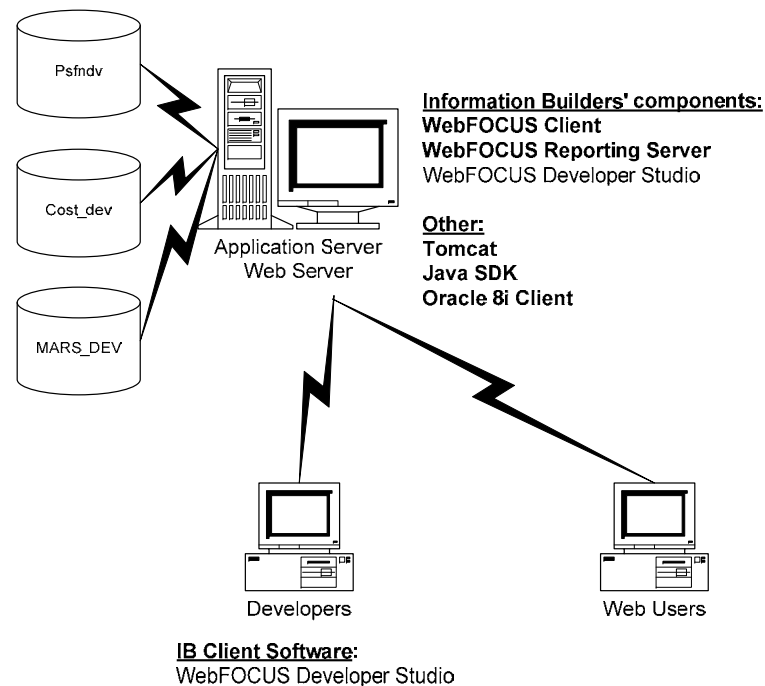 Psfndv
Cost_dev
MARS_DEV
Application Server
Web Server
Information Builders' components:
WebFOCUS Client
WebFOCUS Reporting Server
WebFOCUS Developer Studio
Other:
Tomcat
Java SDK
Oracle 8i Client
Developers
Web Users
IB Client Software:
WebFOCUS Developer Studio